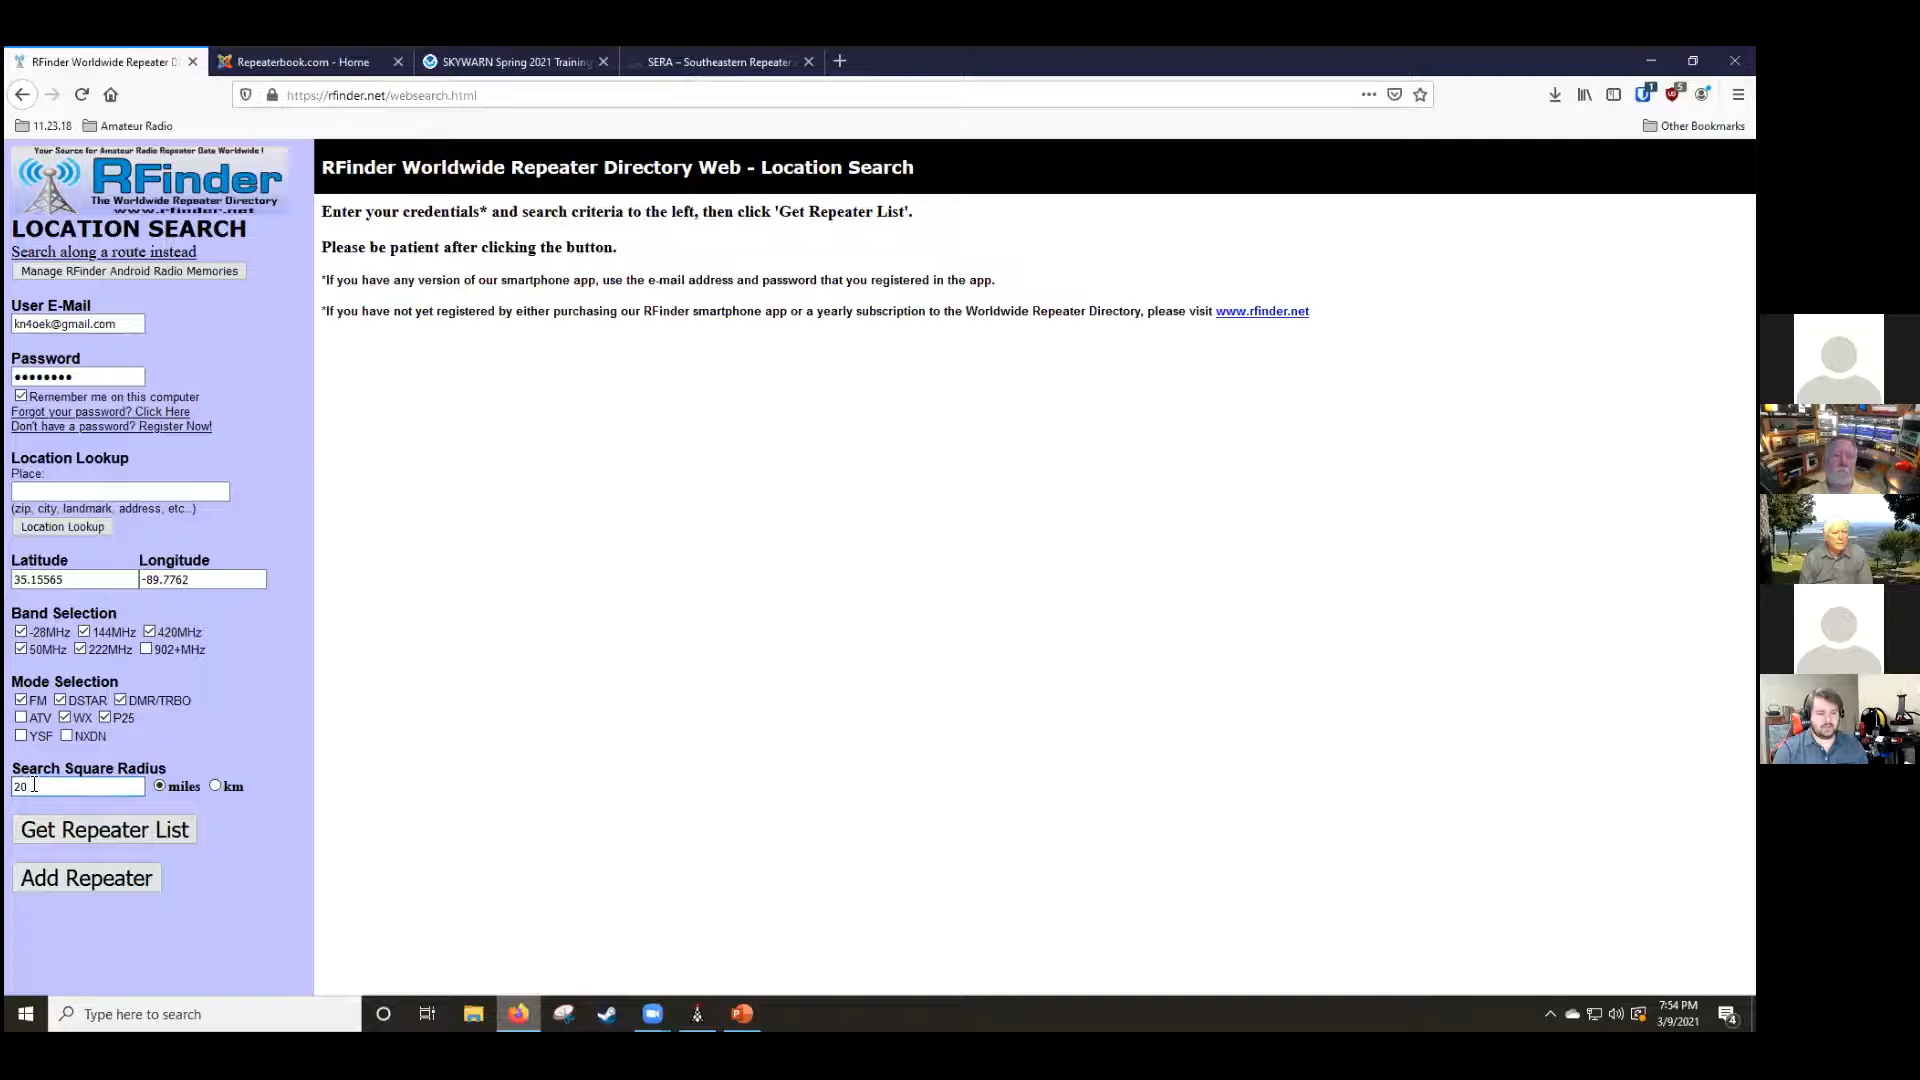 RFinder Worldwide Repeater D
Repeaterbook.com - Home
SKYWARN Spring 2021 Training
SERA – Southeastern Repeater
https://rfinder.net/websearch.html
11.23.18
Amateur Radio
Other Bookmarks
Your Source for Amateur Radio Repeater Data Worldwide !
RFinder
The Worldwide Repeater Directory
www.rfinder.net
LOCATION SEARCH
Search along a route instead
Manage RFinder Android Radio Memories
User E-Mail
kn4oek@gmail.com
Password
••••••••
Remember me on this computer
Forgot your password? Click Here
Don't have a password? Register Now!
Location Lookup
Place:
(zip, city, landmark, address, etc..)
Location Lookup
Latitude Longitude
35.15565 -89.7762
Band Selection
-28MHz 144MHz 420MHz
50MHz 222MHz 902+MHz
Mode Selection
FM DSTAR DMR/TRBO
ATV WX P25
YSF NXDN
Search Square Radius
20 miles km
Get Repeater List
Add Repeater
RFinder Worldwide Repeater Directory Web - Location Search
Enter your credentials* and search criteria to the left, then click 'Get Repeater List'.
Please be patient after clicking the button.
*If you have any version of our smartphone app, use the e-mail address and password that you registered in the app.
*If you have not yet registered by either purchasing our RFinder smartphone app or a yearly subscription to the Worldwide Repeater Directory, please visit www.rfinder.net
Type here to search
7:54 PM
3/9/2021
4